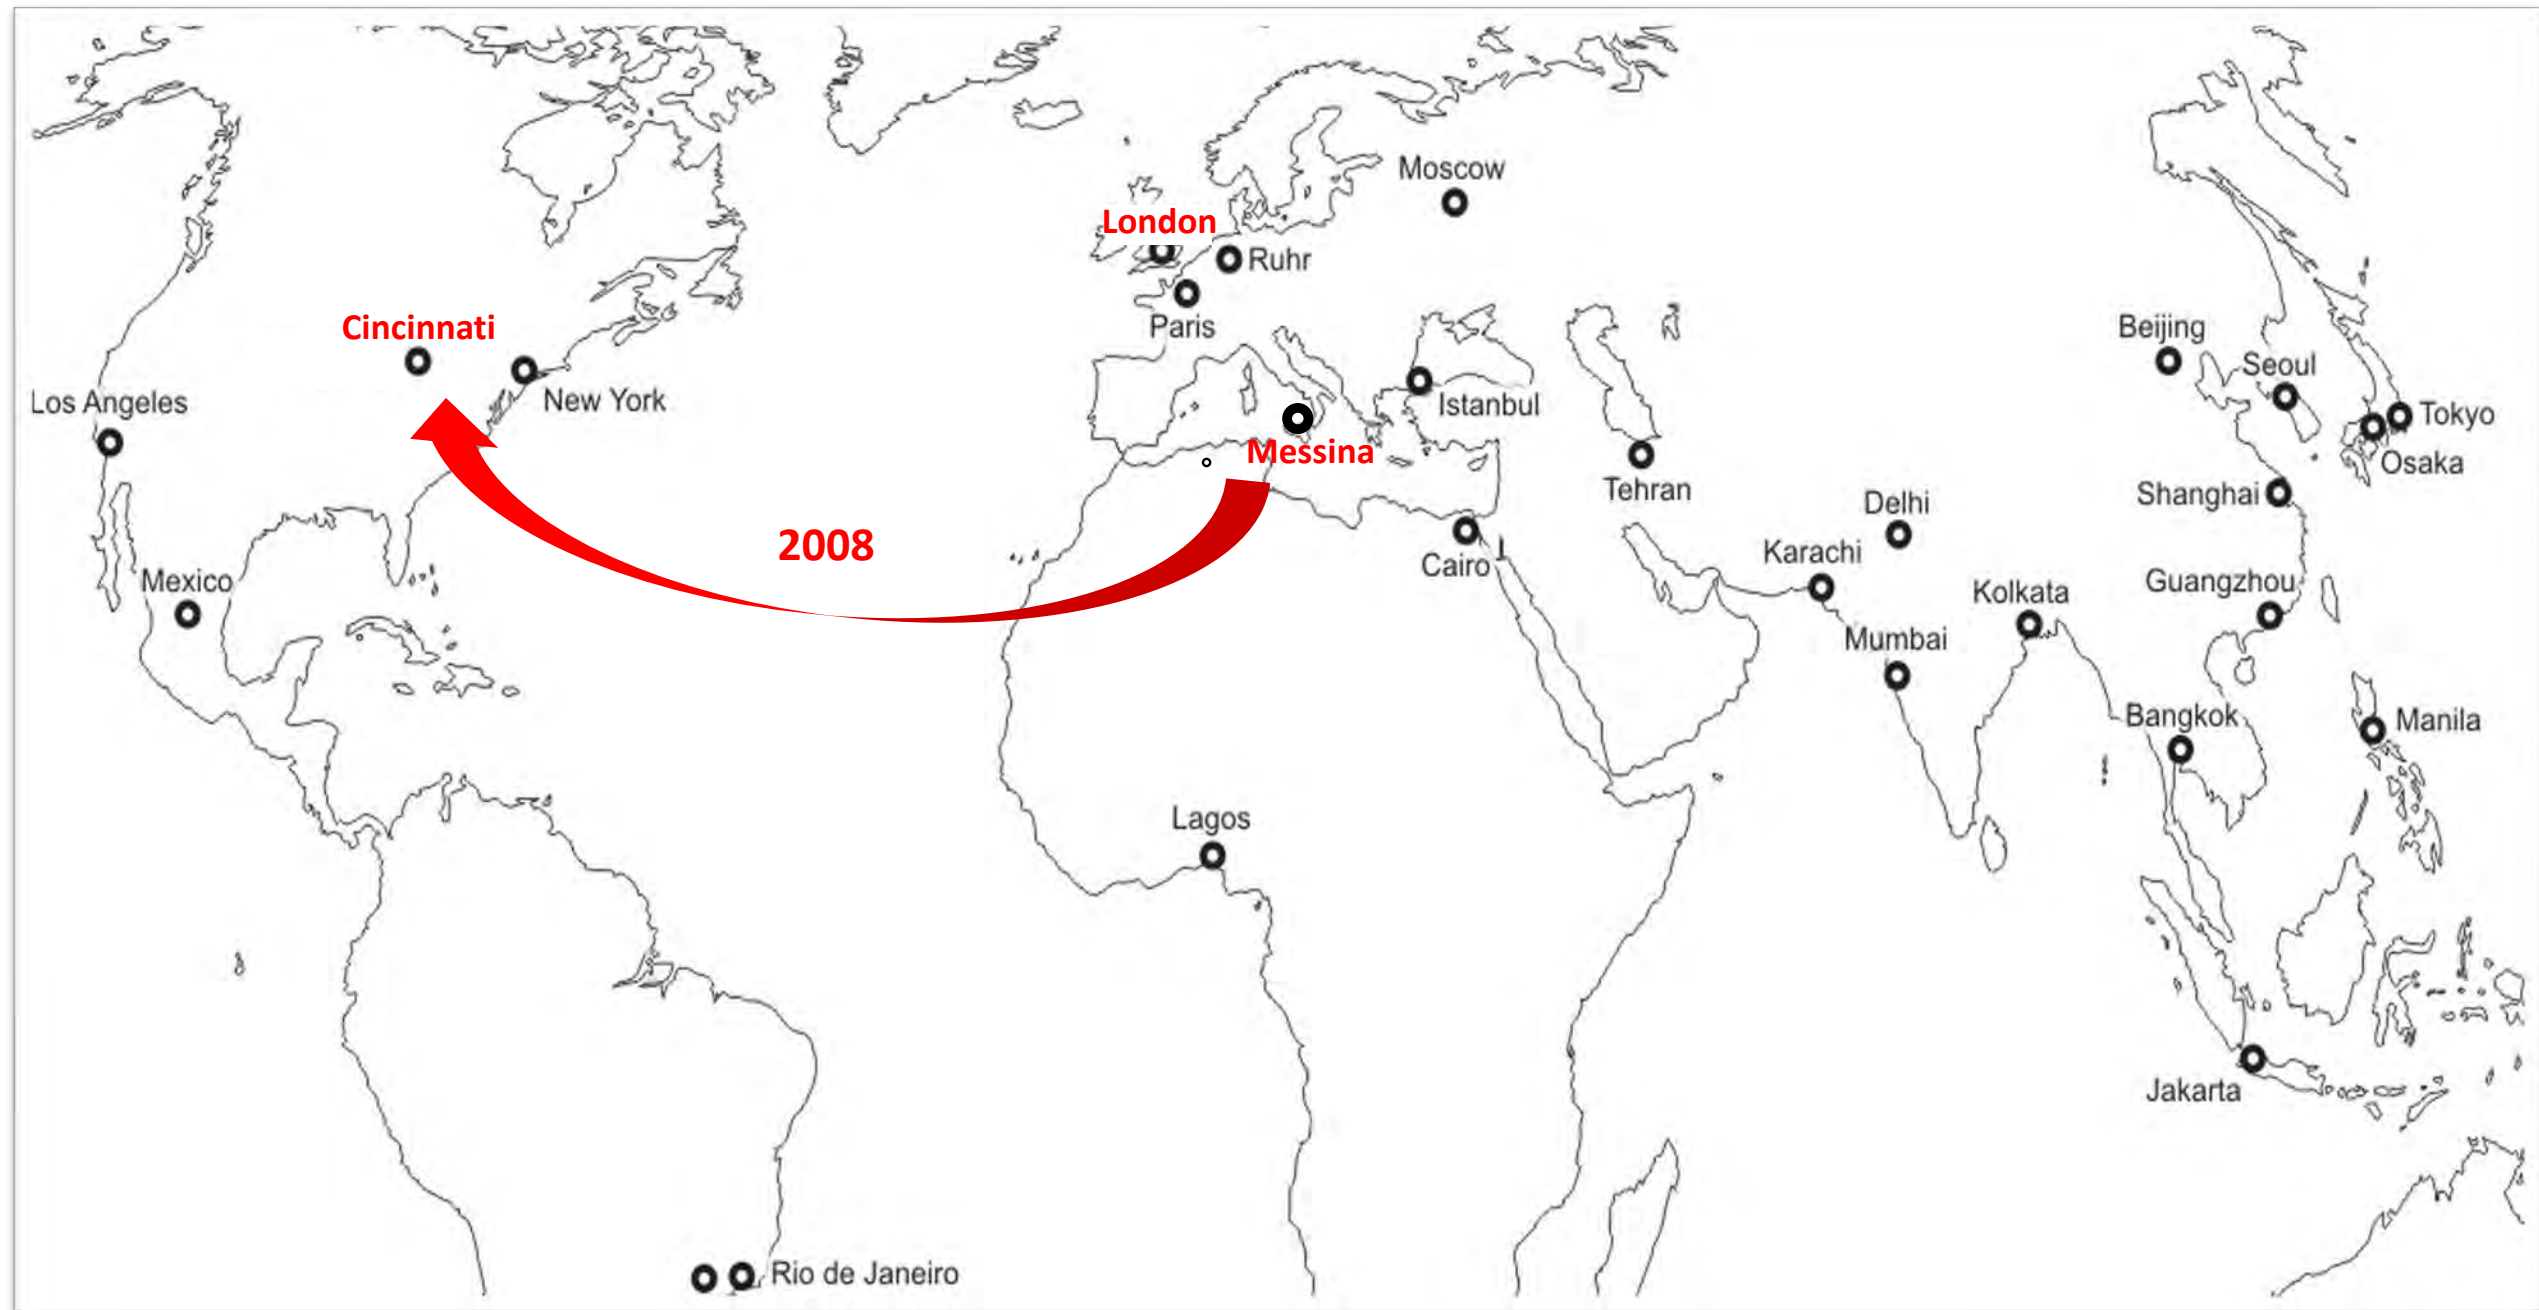 Moscow
London
Ruhr
Paris
Cincinnati
New York
Los Angeles
Istanbul
Messina
Beijing
Seoul
Tokyo
Osaka
Tehran
Shanghai
Delhi
2008
Cairo
Karachi
Mexico
Kolkata
Guangzhou
Mumbai
Bangkok
Manila
Lagos
Jakarta
Rio de Janeiro